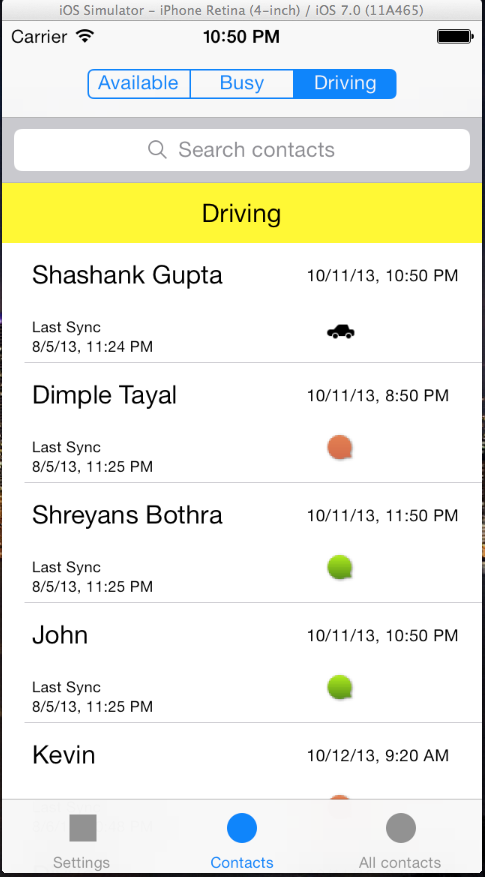 iOS Simulator – iPhone Retina (4-inch) / iOS 7.0 (11A465)
Carrier 10:50 PM
Available Busy Driving
Search contacts
Driving
Shashank Gupta 10/11/13, 10:50 PM
Last Sync
8/5/13, 11:24 PM
Dimple Tayal 10/11/13, 8:50 PM
Last Sync
8/5/13, 11:25 PM
Shreyans Bothra 10/11/13, 11:50 PM
Last Sync
8/5/13, 11:25 PM
John 10/11/13, 10:50 PM
Last Sync
8/5/13, 11:25 PM
Kevin 10/12/13, 9:20 AM
Settings Contacts All contacts